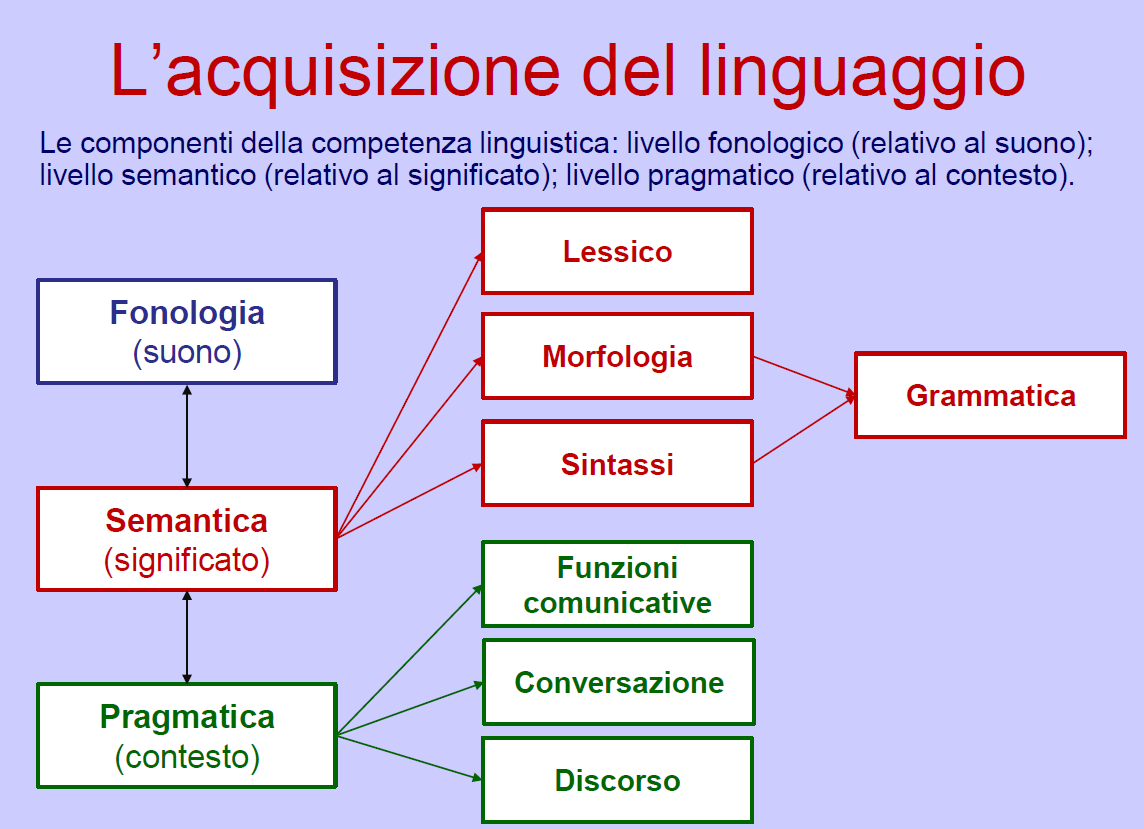 L’acquisizione del linguaggio
Le componenti della competenza linguistica: livello fonologico (relativo al suono);
livello semantico (relativo al significato); livello pragmatico (relativo al contesto).
Fonologia
(suono)
Semantica
(significato)
Pragmatica
(contesto)
Lessico
Morfologia
Sintassi
Grammatica
Funzioni
comunicative
Conversazione
Discorso